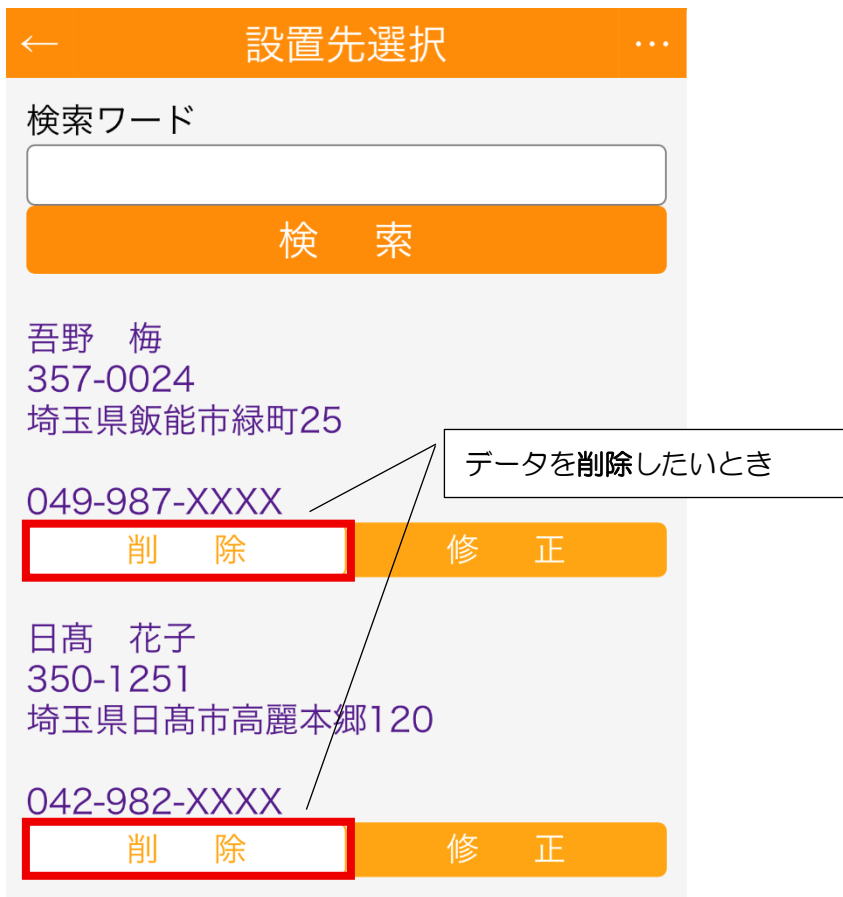 ← 設置先選択 …
検索ワード
検　索
吾野　梅
357-0024
埼玉県飯能市緑町25
データを削除したいとき
049-987-XXXX
削　除 修　正
日髙　花子
350-1251
埼玉県日髙市高麗本郷120
042-982-XXXX
削　除 修　正